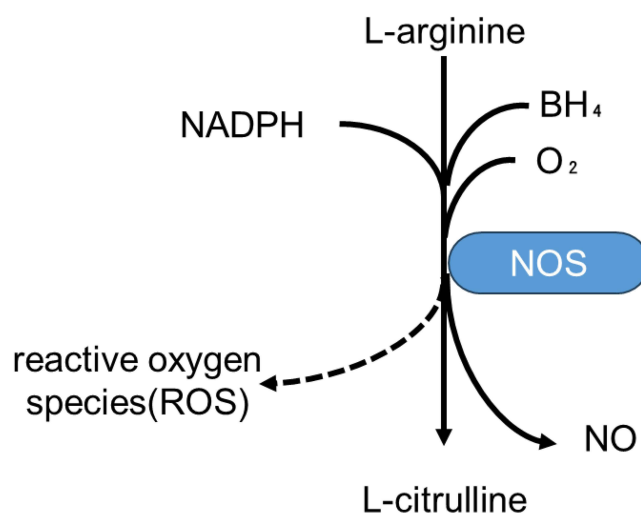 L-arginine
NADPH
BH₄
O₂
NOS
reactive oxygen
species(ROS)
NO
L-citrulline